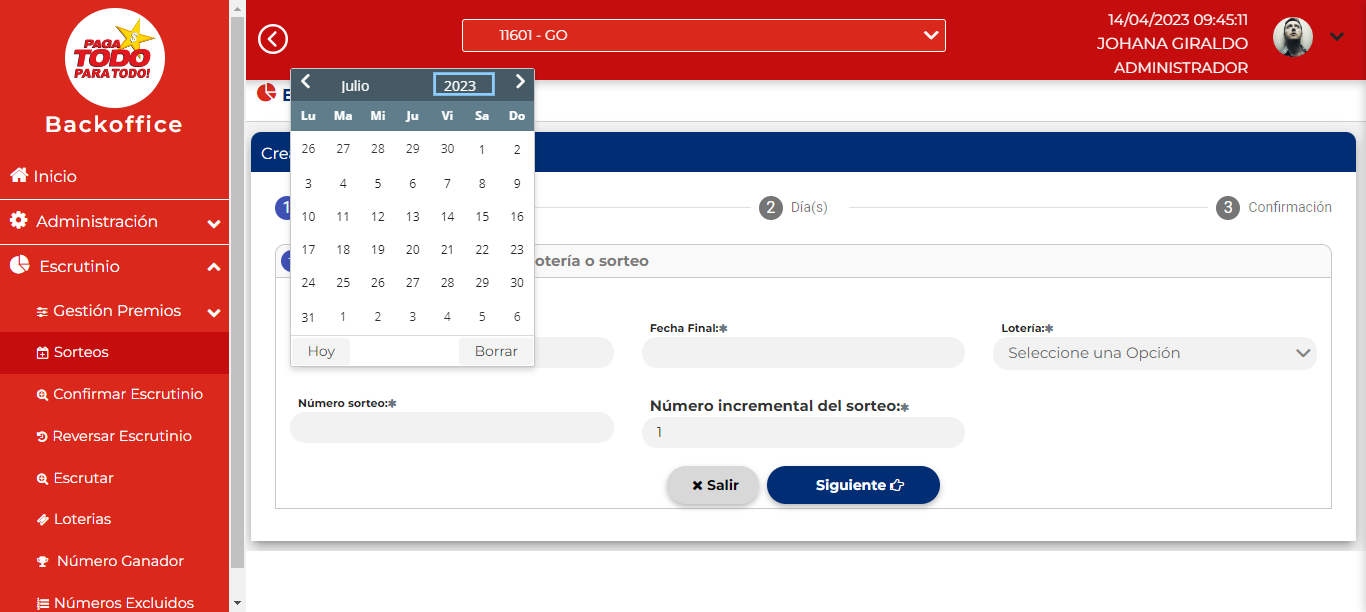 PAGA
TODO
PARA TODO!
Backoffice
Inicio
Administración
Escrutinio
Gestión Premios
Sorteos
Confirmar Escrutinio
Reversar Escrutinio
Escrutar
Loterias
Número Ganador
Números Excluidos
11601 - GO
14/04/2023 09:45:11
JOHANA GIRALDO
ADMINISTRADOR
E
Crea
1
2 Día(s)
3 Confirmación
otería o sorteo
Julio 2023
Lu Ma Mi Ju Vi Sa Do
26 27 28 29 30 1 2
3 4 5 6 7 8 9
10 11 12 13 14 15 16
17 18 19 20 21 22 23
24 25 26 27 28 29 30
31 1 2 3 4 5 6
Hoy Borrar
Fecha Final:*
Lotería:*
Seleccione una Opción
Número sorteo:*
Número incremental del sorteo:*
1
Salir
Siguiente